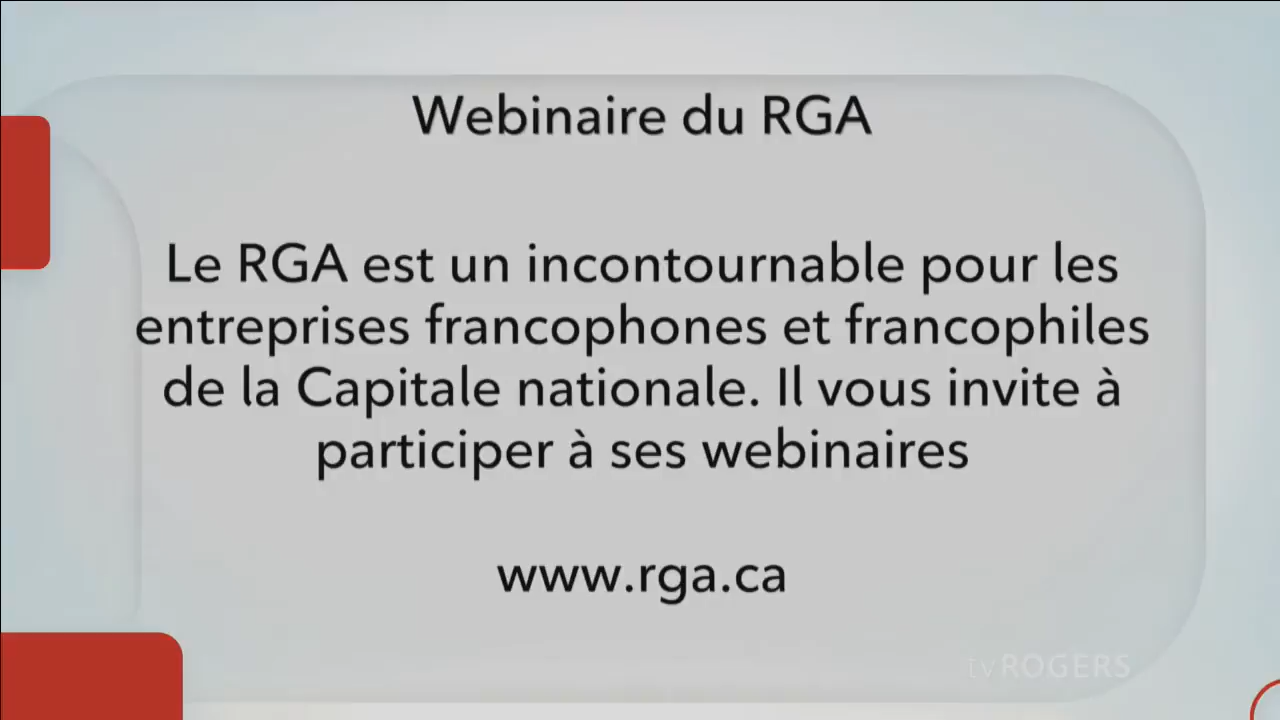 Webinaire du RGA
Le RGA est un incontournable pour les
entreprises francophones et francophiles
de la Capitale nationale. Il vous invite à
participer à ses webinaires
www.rga.ca
tvROGERS